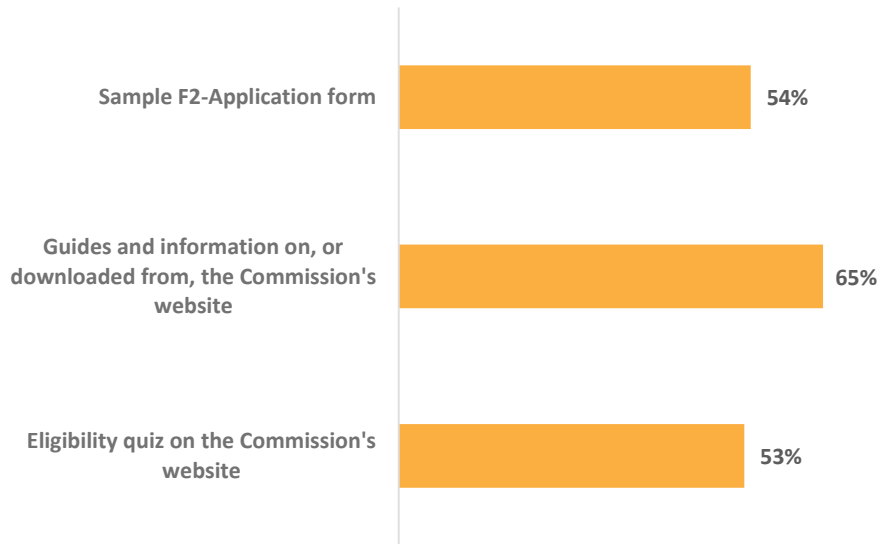 Sample F2-Application form
54%
Guides and information on, or
downloaded from, the Commission's
website
65%
Eligibility quiz on the Commission's
website
53%